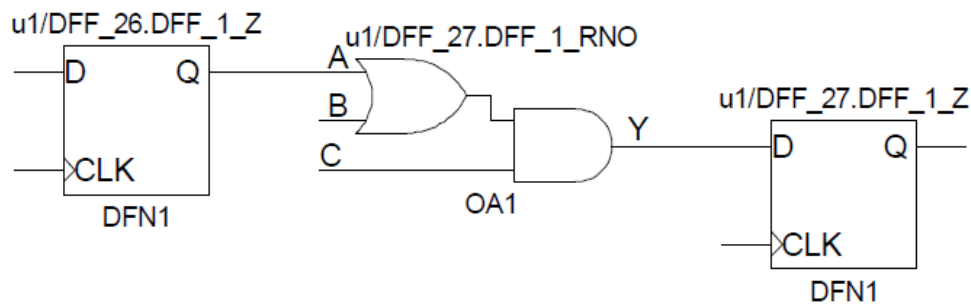 u1/DFF_26.DFF_1_Z
u1/DFF_27.DFF_1_RNO
D Q
A
B
u1/DFF_27.DFF_1_Z
C
Y
D Q
CLK
OA1
DFN1
CLK
DFN1